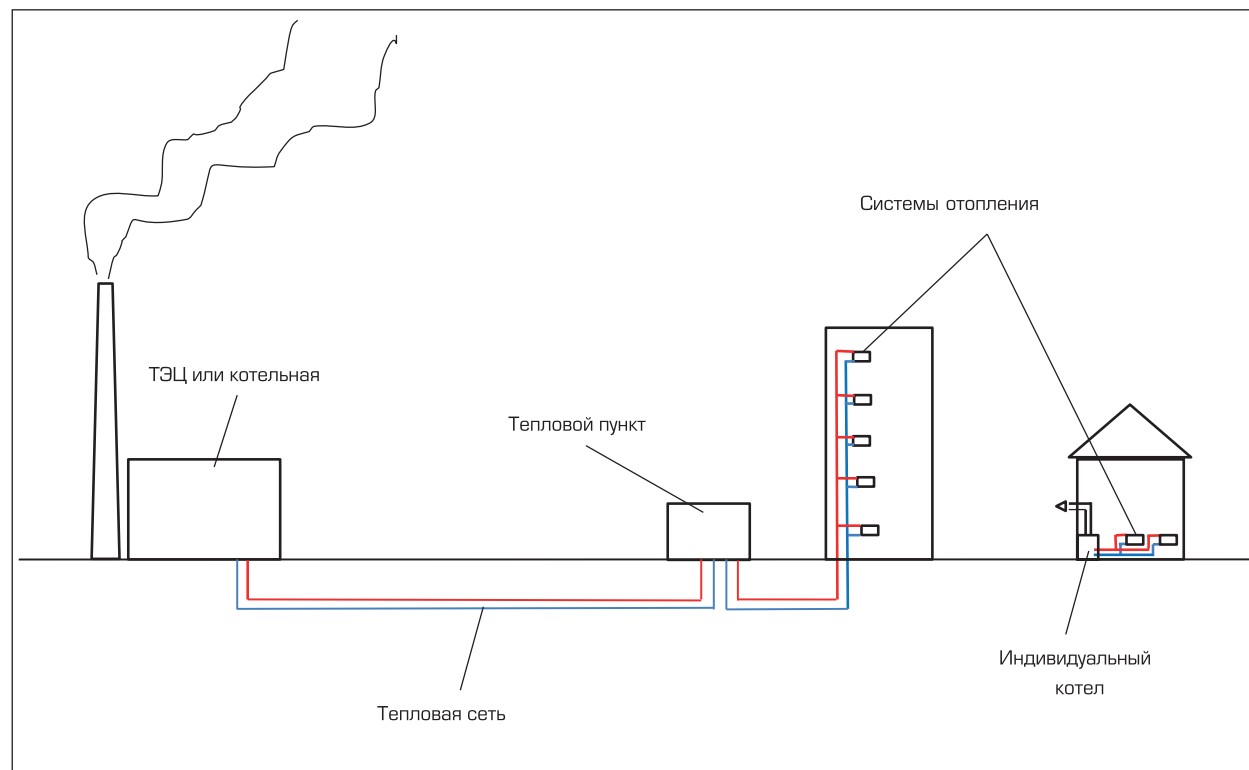 Системы отопления
ТЭЦ или котельная
Тепловой пункт
Индивидуальный
котел
Тепловая сеть